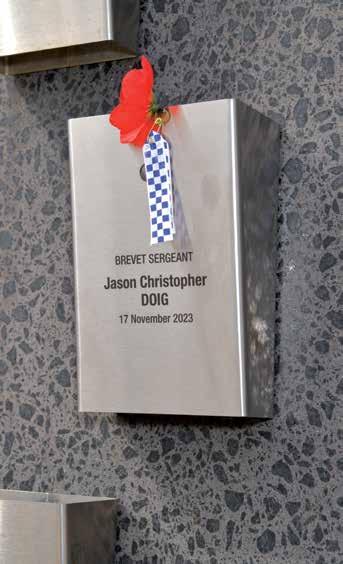 BREVET SERGEANT
Jason Christopher
DOIG
17 November 2023